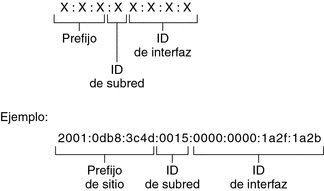 X : X : X : X : X : X : X : X
Prefijo
ID
de interfaz
ID
de subred
Ejemplo:
2001:0db8:3c4d:0015:0000:0000:1a2f:1a2b
Prefijo
de sitio
ID
de subred
ID
de interfaz